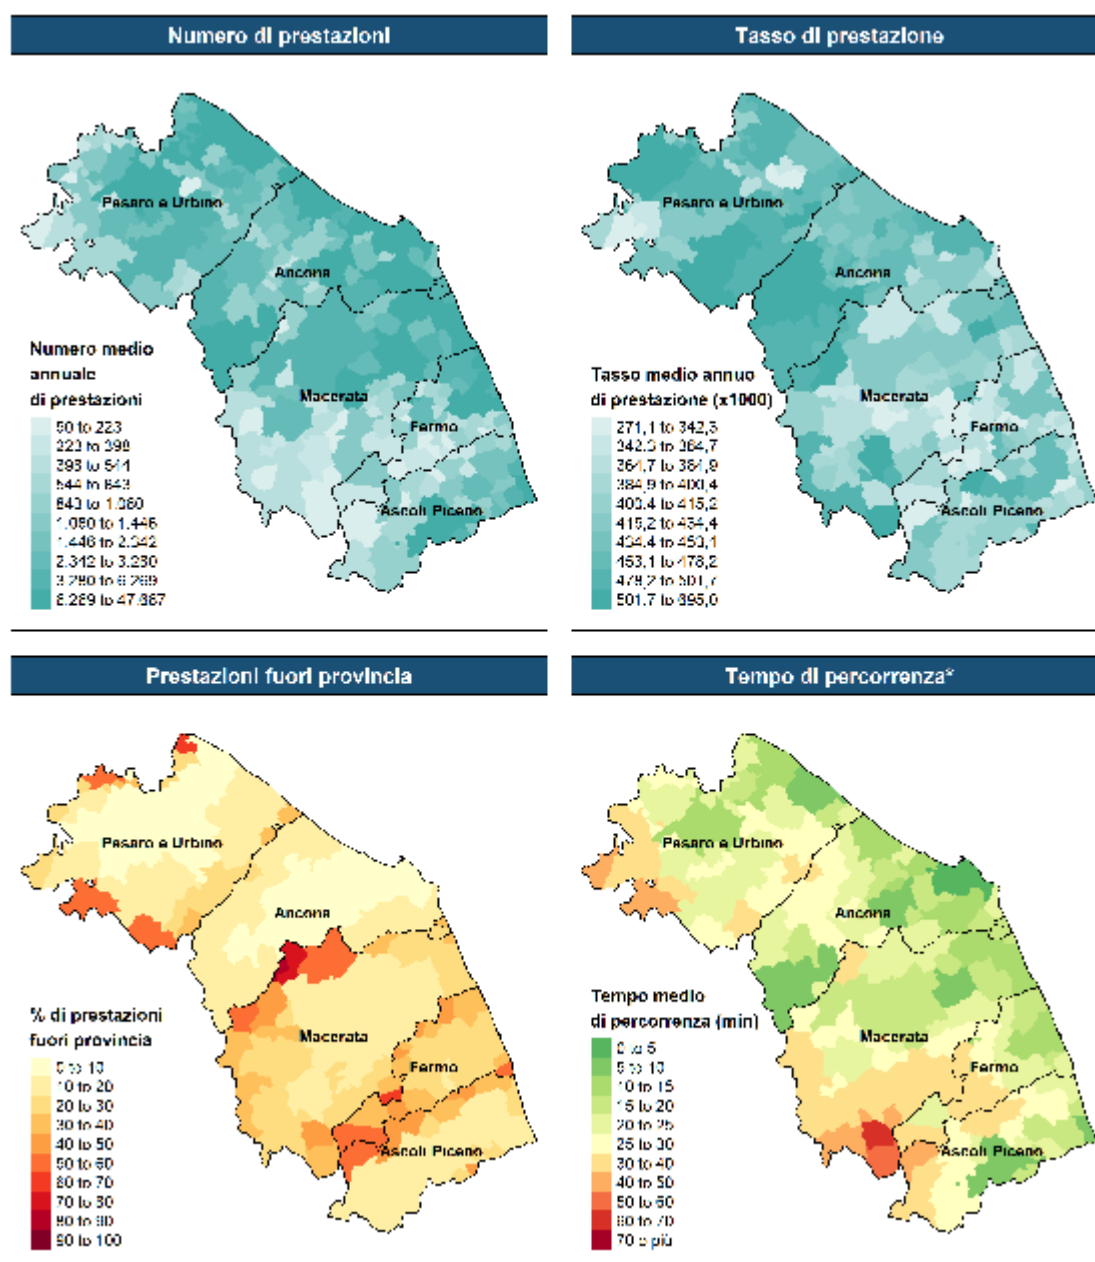 Numero di prestazioni
Pesaro e Urbino
Ancona
Macerata
Fermo
Ascoli Piceno
Numero medio
annuale
di prestazioni
50 to 223
223 to 398
398 to 544
544 to 843
843 to 1.080
1.080 to 1.446
1.446 to 2.342
2.342 to 3.280
3.280 to 6.269
Tasso di prestazione
Pesaro e Urbino
Ancona
Macerata
Fermo
Ascoli Piceno
Tasso medio annuo
di prestazione (x1000)
271,1 to 342,3
342,3 to 364,7
364,7 to 384,9
384,9 to 400,4
400,4 to 415,2
415,2 to 434,4
434,4 to 453,1
453,1 to 478,2
478,2 to 501,7
501,7 to 695,0
Prestazioni fuori provincia
Pesaro e Urbino
Ancona
Macerata
Fermo
Ascoli Piceno
% di prestazioni
fuori provincia
0 to 10
10 to 20
20 to 30
30 to 40
40 to 50
50 to 60
60 to 70
70 to 80
80 to 90
90 to 100
Tempo di percorrenza*
Pesaro e Urbino
Ancona
Macerata
Fermo
Ascoli Piceno
Tempo medio
di percorrenza (min)
0 to 5
5 to 10
10 to 15
15 to 20
20 to 25
25 to 30
30 to 40
40 to 50
50 to 60
60 to 70
70 o più